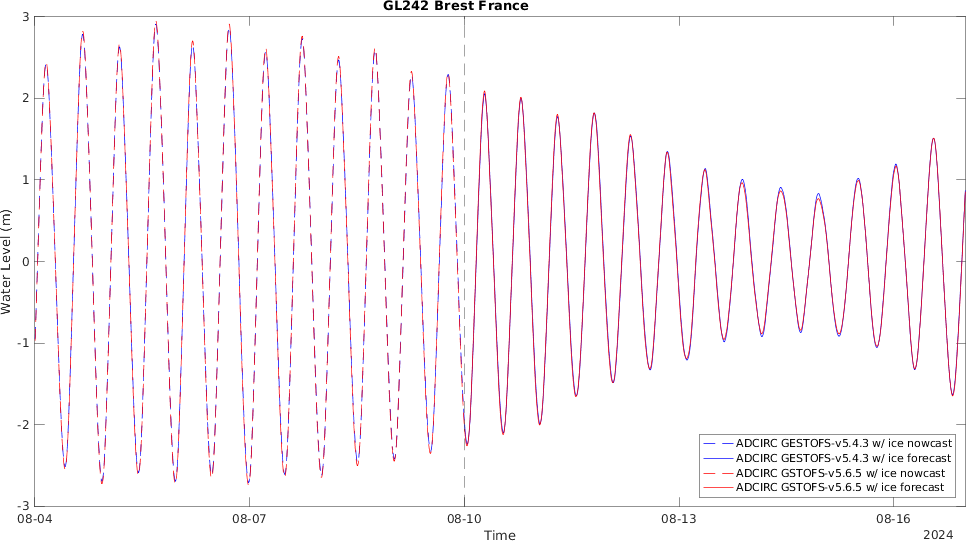 GL242 Brest France
3
2
1
0
-1
-2
-3
Water Level (m)
08-04
08-07
08-10
08-13
08-16
Time
2024
ADCIRC GESTOFS-v5.4.3 w/ ice nowcast
ADCIRC GESTOFS-v5.4.3 w/ ice forecast
ADCIRC GSTOFS-v5.6.5 w/ ice nowcast
ADCIRC GSTOFS-v5.6.5 w/ ice forecast